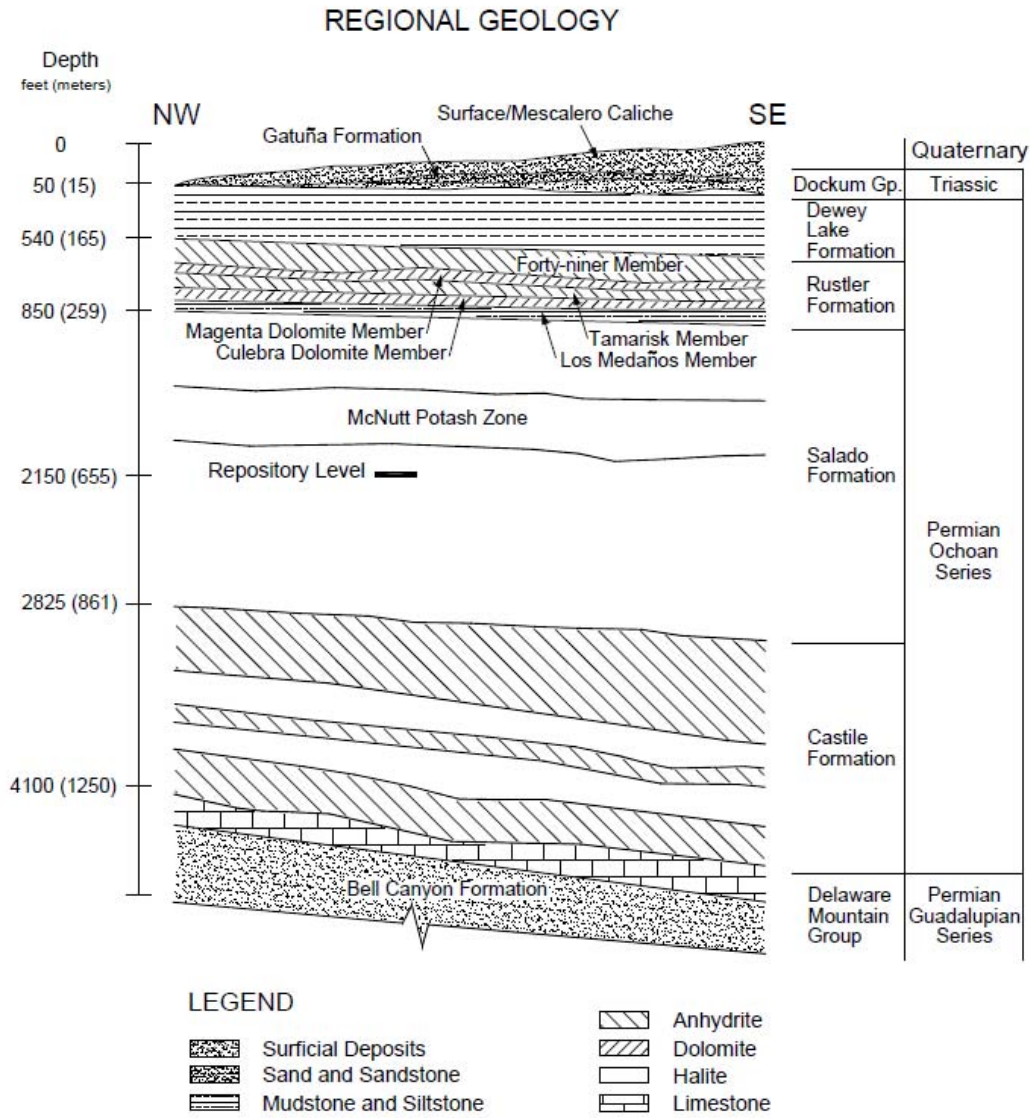 REGIONAL GEOLOGY
Depth
feet (meters)
NW
SE
Surface/Mescalero Caliche
Gatuña Formation
0
50 (15)
540 (165)
850 (259)
2150 (655)
2825 (861)
4100 (1250)
Forty-niner Member
Magenta Dolomite Member
Culebra Dolomite Member
Tamarisk Member
Los Medaños Member
McNutt Potash Zone
Repository Level
Bell Canyon Formation
Quaternary
Dockum Gp.
Triassic
Dewey
Lake
Formation
Rustler
Formation
Salado
Formation
Permian
Ochoan
Series
Castile
Formation
Delaware
Mountain
Group
Permian
Guadalupian
Series
LEGEND
Surficial Deposits
Sand and Sandstone
Mudstone and Siltstone
Anhydrite
Dolomite
Halite
Limestone